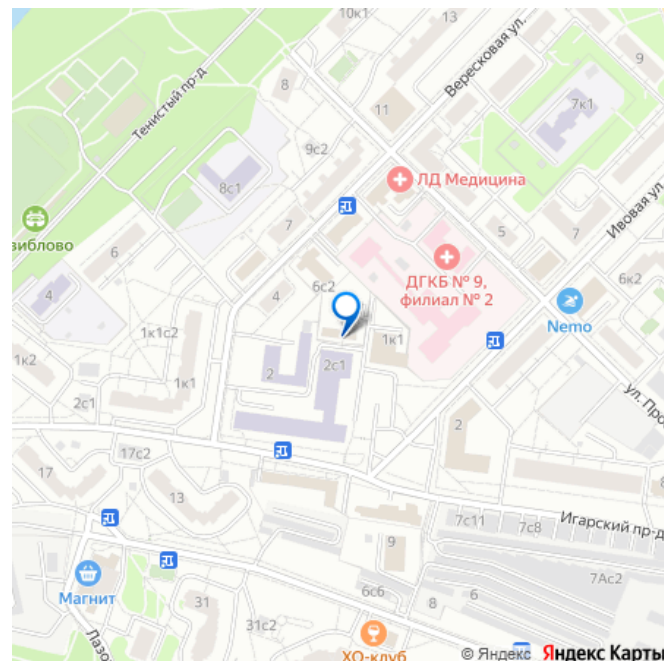 10к1
13
Вересковая ул.
9
8
11
7к1
Тенистый пр-д
9с2
ЛД Медицина
8с1
Ивовая ул.
7
5
7
виблово
6
ДГКБ № 9,
филиал № 2
6с2
4
6к2
4
Nemo
1к1с2
1к1
1к2
2
2с1
1к1
ул. Про
2с1
2
17с2
17
13
7с11
7с8
Игарский пр-д
9
7Ас2
6с6
8
6
Магнит
31
31с2
Лазо
ХО-клуб
© Яндекс Яндекс Карты